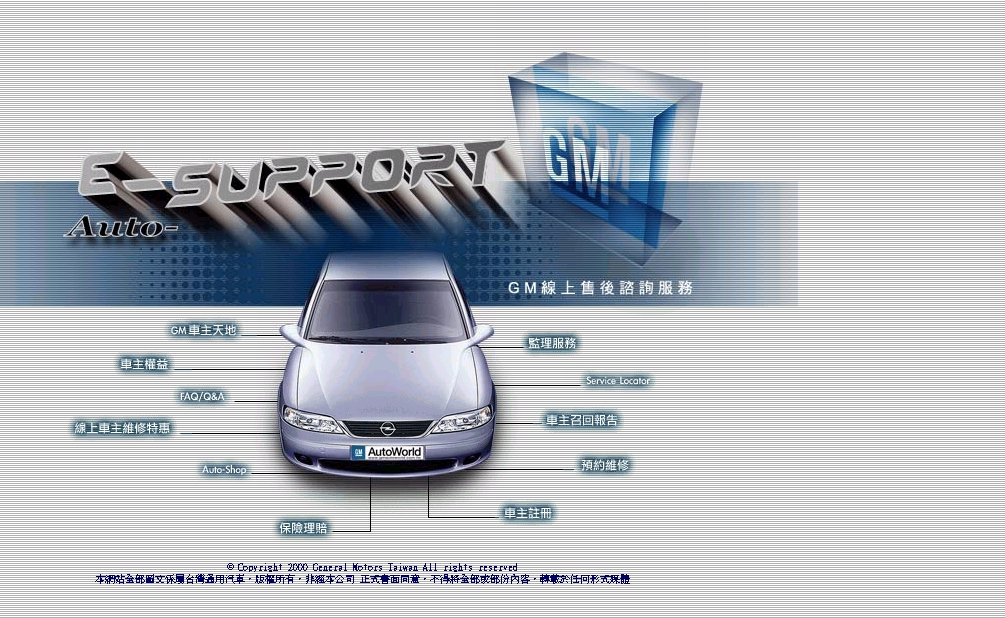 GM
E-SUPPORT
Auto-
GM線上售後諮詢服務
GM車主天地
監理服務
車主權益
Service Locator
FAQ/Q&A
車主召回報告
線上車主維修特惠
AutoWorld
預約維修
Auto-Shop
車主註冊
保險理賠
© Copyright 2000 General Motors Taiwan All rights reserved
本網站全部圖文係屬台灣通用汽車，版權所有，非經本公司 正式書面同意，不得將全部或部份內容，轉載於任何形式媒體